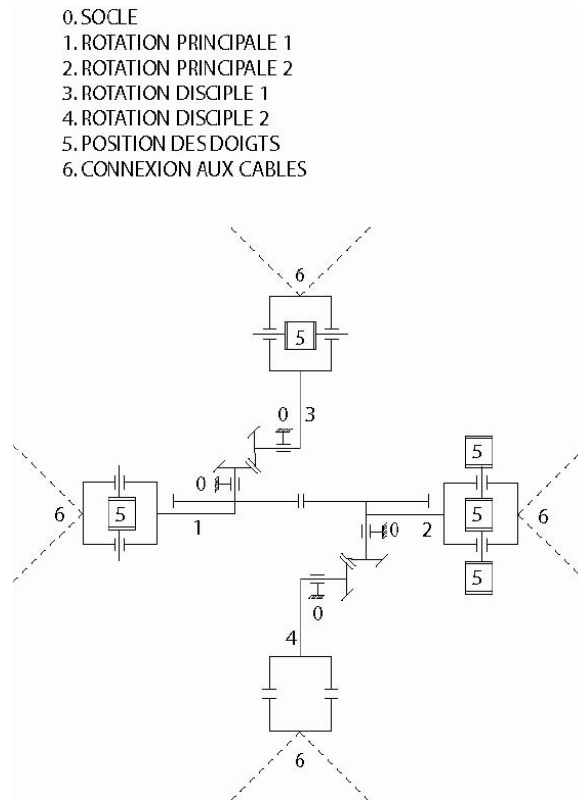 0. SOCLE
1. ROTATION PRINCIPALE 1
2. ROTATION PRINCIPALE 2
3. ROTATION DISCIPLE 1
4. ROTATION DISCIPLE 2
5. POSITION DES DOIGTS
6. CONNEXION AUX CABLES
6
5
0 3
0 5
6 5 1 2 0 5 6
5
0
4
6